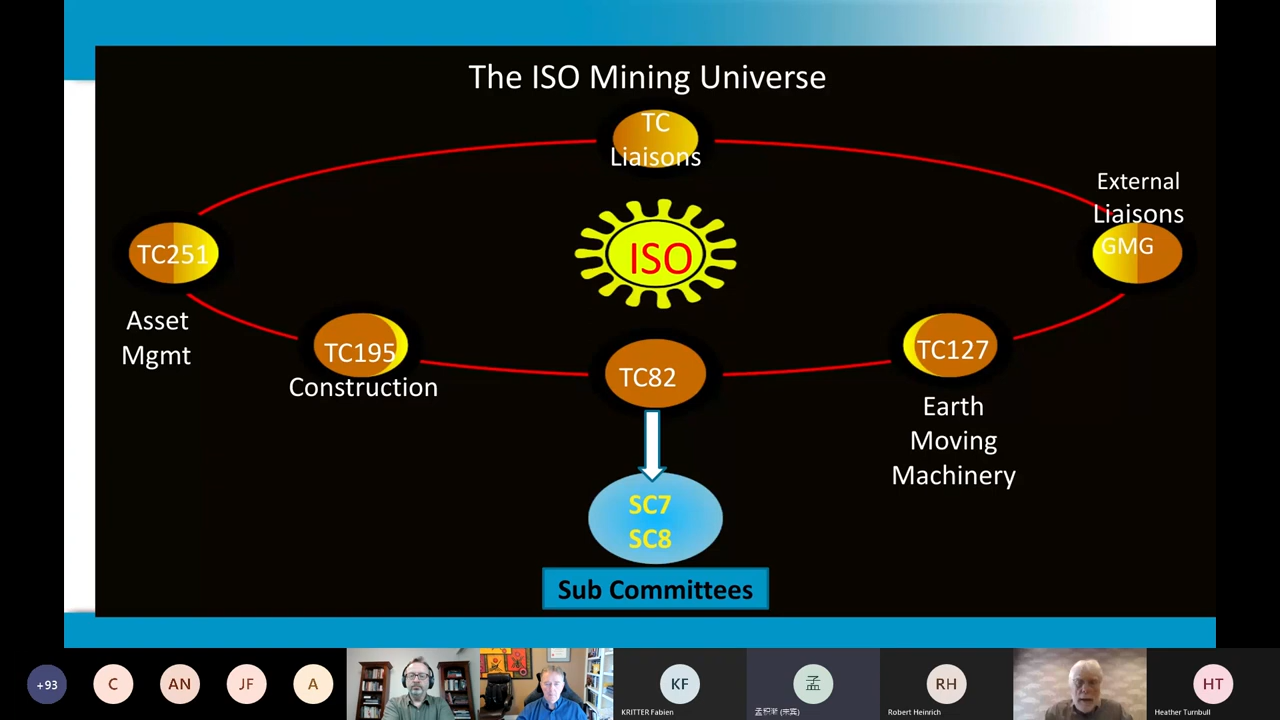 The ISO Mining Universe
TC
Liaisons
External
Liaisons
GMG
TC251
ISO
Asset
Mgmt
TC195
Construction
TC82
TC127
Earth
Moving
Machinery
SC7
SC8
Sub Committees
+93
C
AN
JF
A
KF
KRITTER Fabien
孟
RH
Robert Heinrich
HT
Heather Turnbull